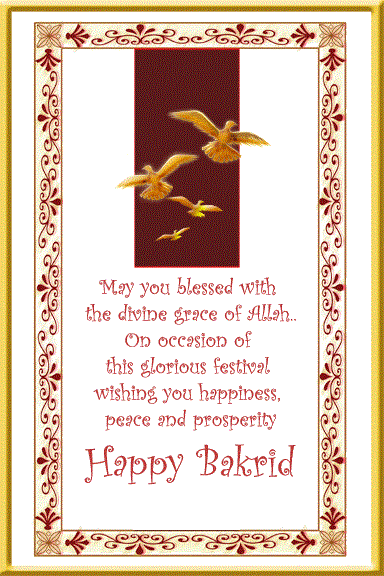 May you blessed with
the divine grace of Allah..
On occasion of
this glorious festival
wishing you happiness,
peace and prosperity
Happy Bakrid